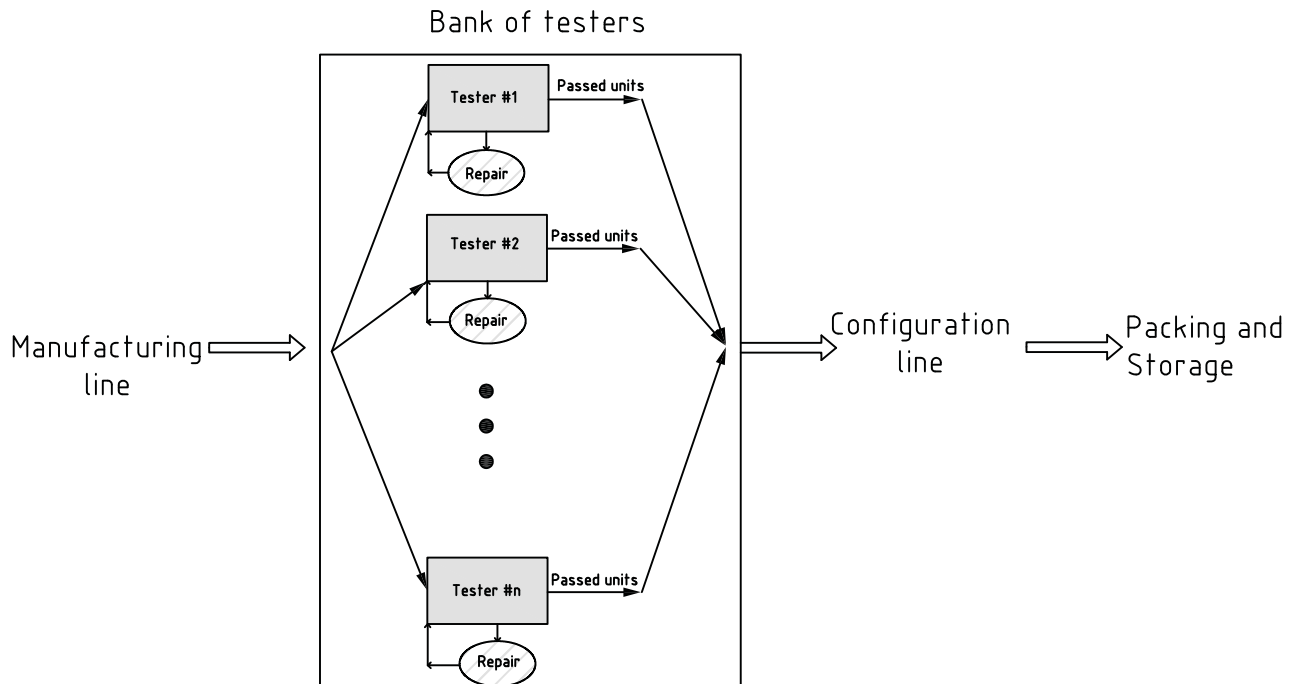 Bank of testers
Tester #1
Passed units
Repair
Tester #2
Passed units
Repair
Manufacturing
line
Configuration
line
Packing and
Storage
Tester #n
Passed units
Repair